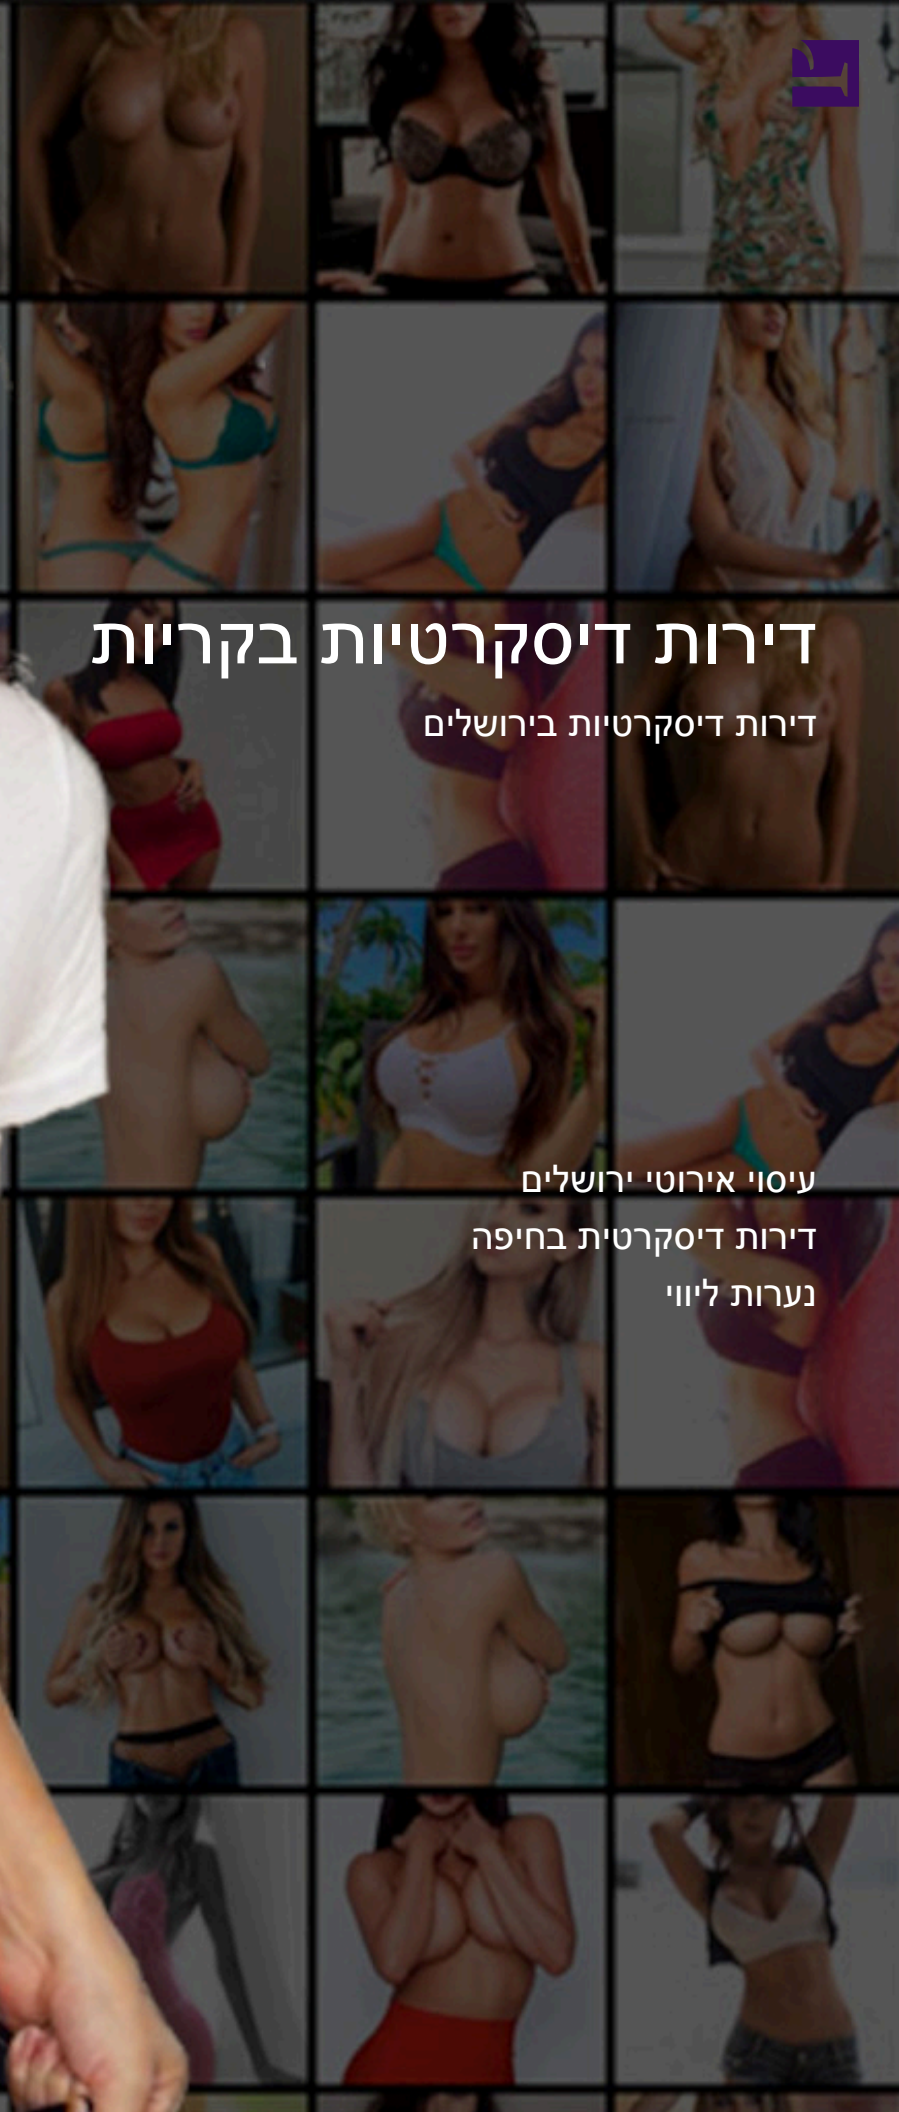 דירות דיסקרטיות בקריות
דירות דיסקרטיות בירושלים
עיסוי אירוטי ירושלים
דירות דיסקרטית בחיפה
נערות ליווי